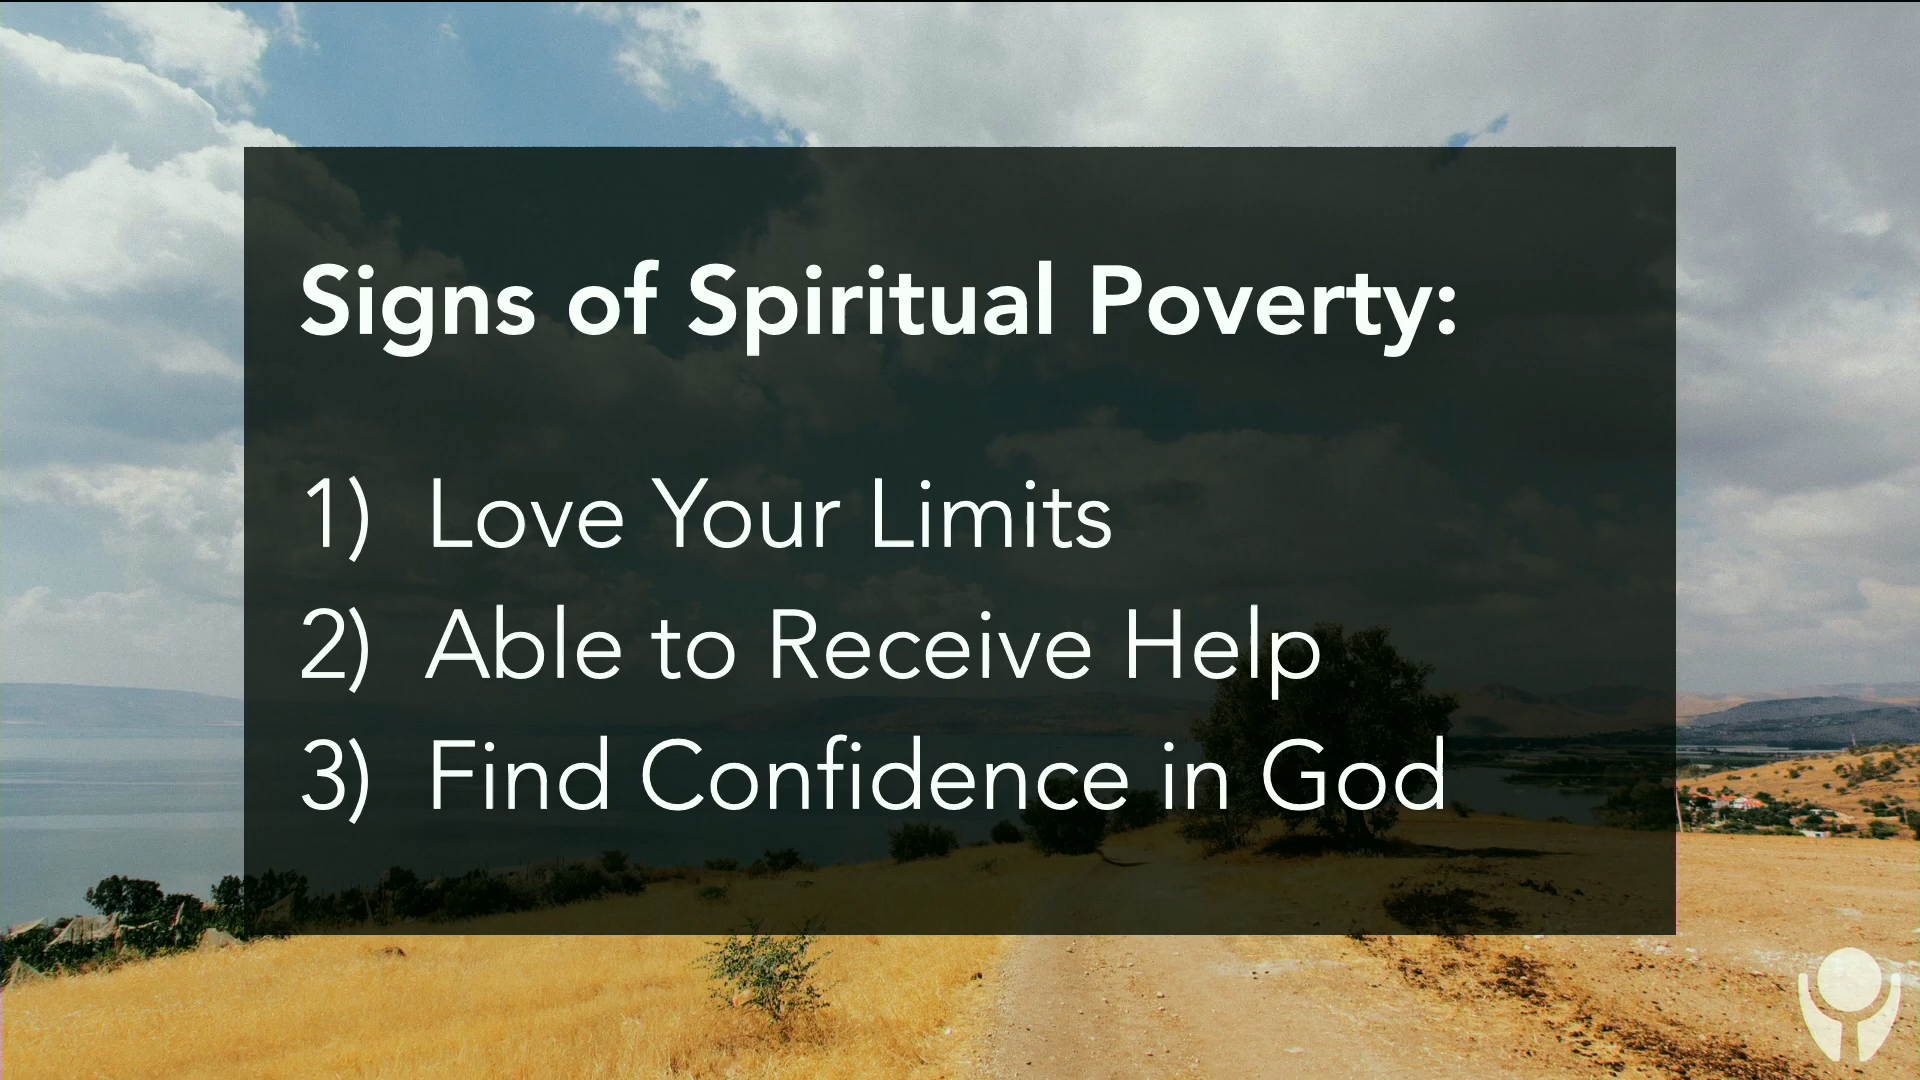 Signs of Spiritual Poverty:
1) Love Your Limits
2) Able to Receive Help
3) Find Confidence in God